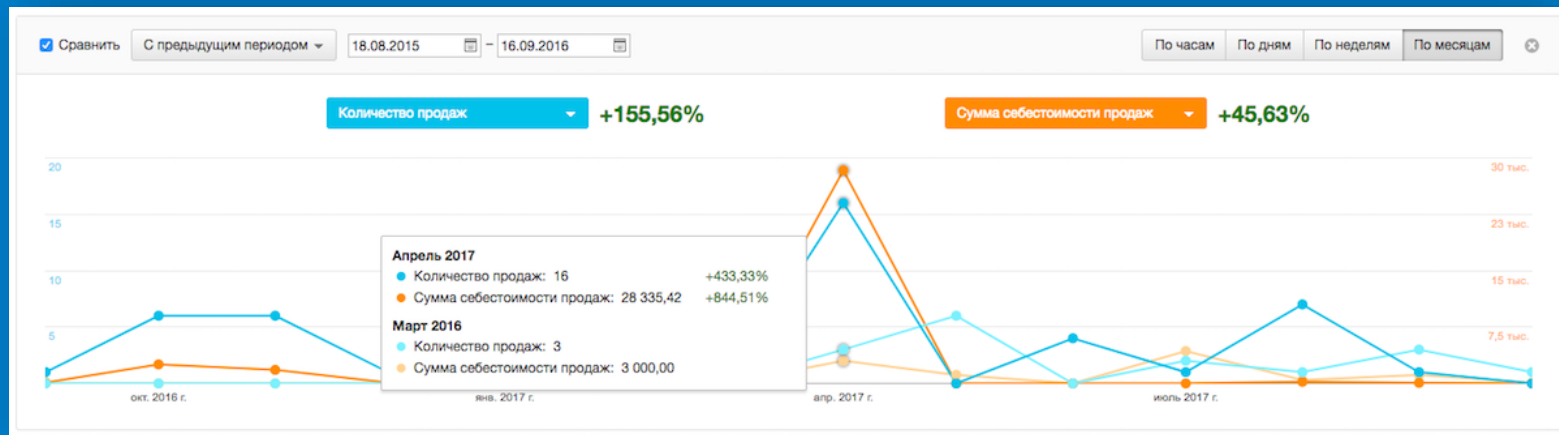 Сравнить С предыдущим периодом 18.08.2015 – 16.09.2016 По часам По дням По неделям По месяцам
Количество продаж +155,56% Сумма себестоимости продаж +45,63%
20 30 тыс.
15 23 тыс.
Апрель 2017
Количество продаж: 16 +433,33%
10 15 тыс.
Сумма себестоимости продаж: 28 335,42 +844,51%
Март 2016
5 7,5 тыс.
Количество продаж: 3
Сумма себестоимости продаж: 3 000,00
окт. 2016 г. янв. 2017 г. апр. 2017 г. июль 2017 г.